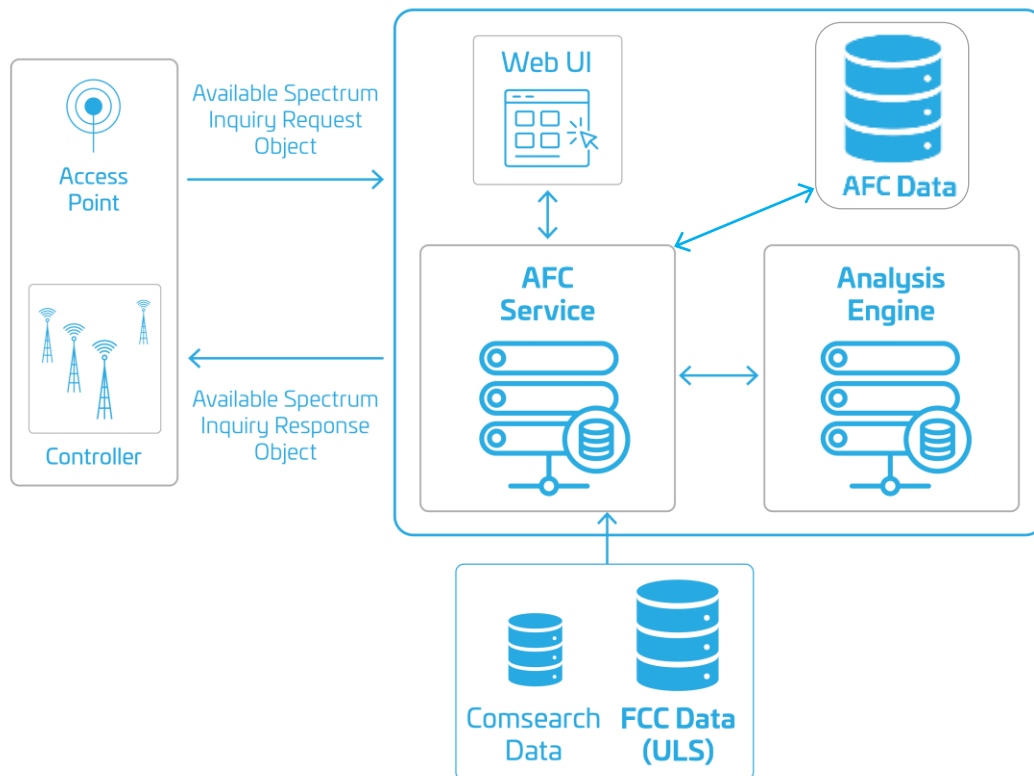 Access
Point
Controller
Available Spectrum
Inquiry Request
Object
Available Spectrum
Inquiry Response
Object
Web UI
AFC Data
AFC
Service
Analysis
Engine
Comsearch
Data
FCC Data
(ULS)